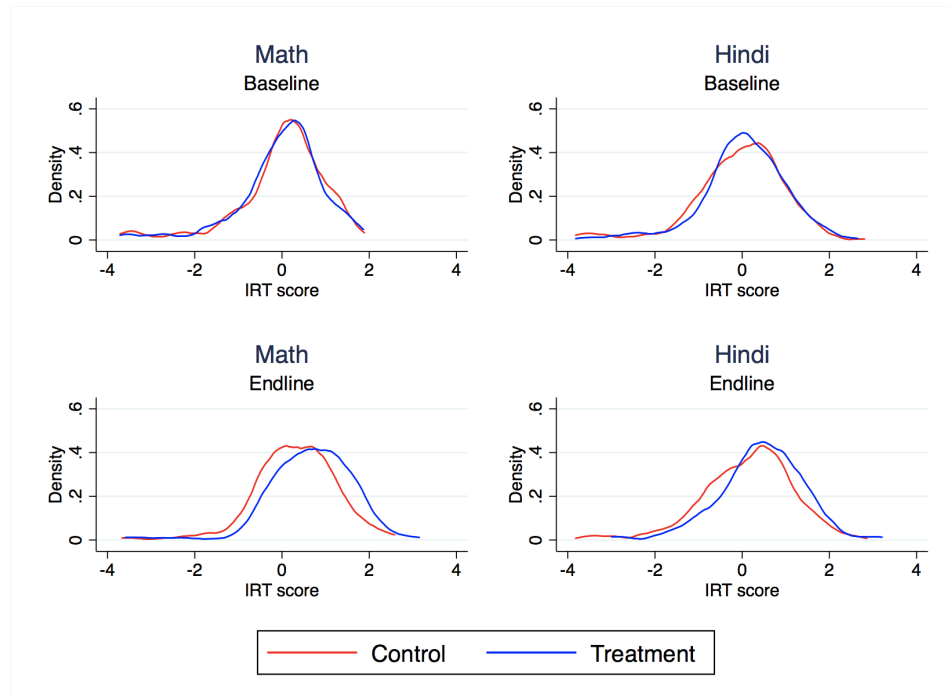 Math
Baseline
Density
0 .2 .4 .6
-4 -2 0 2 4
IRT score
Hindi
Baseline
Density
0 .2 .4 .6
-4 -2 0 2 4
IRT score
Math
Endline
Density
0 .2 .4 .6
-4 -2 0 2 4
IRT score
Hindi
Endline
Density
0 .2 .4 .6
-4 -2 0 2 4
IRT score
Control Treatment